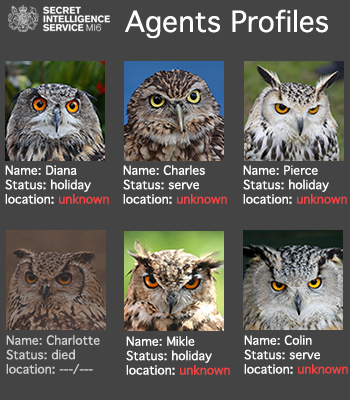 SECRET
INTELLIGENCE
SERVICE MI6
Agents Profiles
Name: Diana
Status: holiday
location: unknown
Name: Charles
Status: serve
location: unknown
Name: Pierce
Status: holiday
location: unknown
Name: Charlotte
Status: died
location: ---/---
Name: Mikle
Status: holiday
location: unknown
Name: Colin
Status: serve
location: unknown